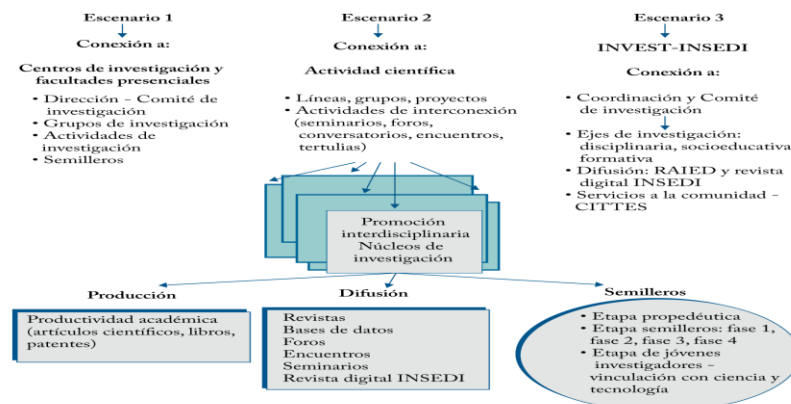 Escenario 1
Conexión a:
Centros de investigación y
facultades presenciales
• Dirección – Comité de
investigación
• Grupos de investigación
• Actividades de
investigación
• Semilleros
Escenario 2
Conexión a:
Actividad científica
• Líneas, grupos, proyectos
• Actividades de interconexión
(seminarios, foros,
conversatorios, encuentros,
tertulias)
Escenario 3
INVEST-INSEDI
Conexión a:
• Coordinación y Comité
de investigación
• Ejes de investigación:
disciplinaria, socioeducativa
formativa
• Difusión: RAIED y revista
digital INSEDI
• Servicios a la comunidad –
CITTES
Promoción
interdisciplinaria
Núcleos de
investigación
Producción
Productividad académica
(artículos científicos, libros,
patentes)
Difusión
Revistas
Bases de datos
Foros
Encuentros
Seminarios
Revista digital INSEDI
Semilleros
• Etapa propedéutica
• Etapa semilleros: fase 1,
fase 2, fase 3, fase 4
• Etapa de jóvenes
investigadores –
vinculación con ciencia y
tecnología